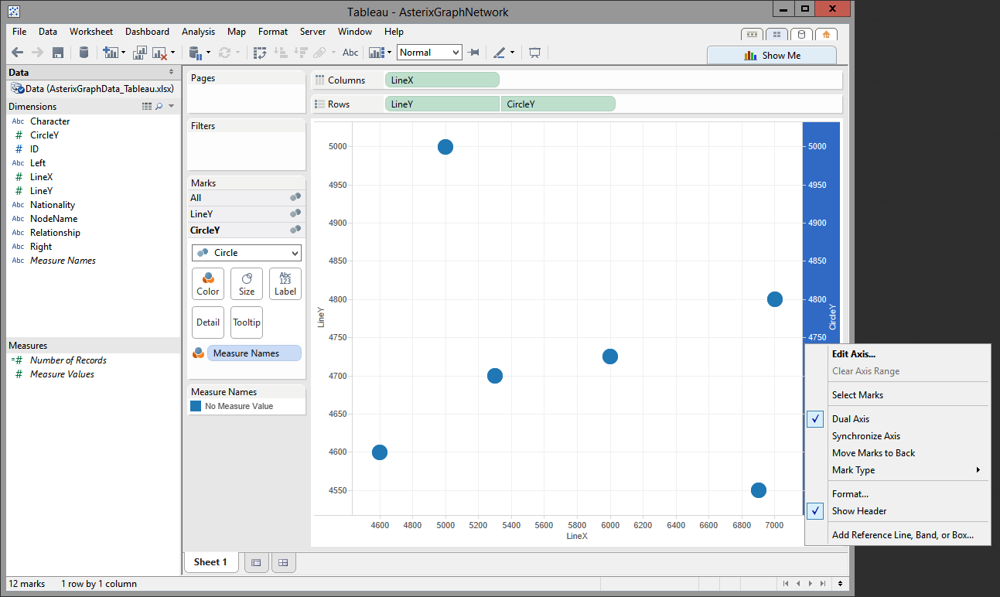 Tableau - AsterixGraphNetwork
File Data Worksheet Dashboard Analysis Map Format Server Window Help
Abc Normal Show Me
Data
Data (AsterixGraphData_Tableau.xlsx)
Dimensions
Abc Character
# CircleY
# ID
Abc Left
# LineX
# LineY
Abc Nationality
Abc NodeName
Abc Relationship
Abc Right
Abc Measure Names
Measures
=# Number of Records
# Measure Values
Pages
Filters
Marks
All
LineY
CircleY
Circle
Color Size Abc 123 Label
Detail Tooltip
Measure Names
Measure Names
No Measure Value
Columns LineX
Rows LineY CircleY
5000
4950
4900
4850
4800
4750
4700
4650
4600
4550
LineY
4600 4800 5000 5200 5400 5600 5800 6000 6200 6400 6600 6800 7000
LineX
5000
4950
4900
4850
4800
4750
CircleY
Edit Axis...
Clear Axis Range
Select Marks
Dual Axis
Synchronize Axis
Move Marks to Back
Mark Type
Format...
Show Header
Add Reference Line, Band, or Box...
Sheet 1
12 marks 1 row by 1 column